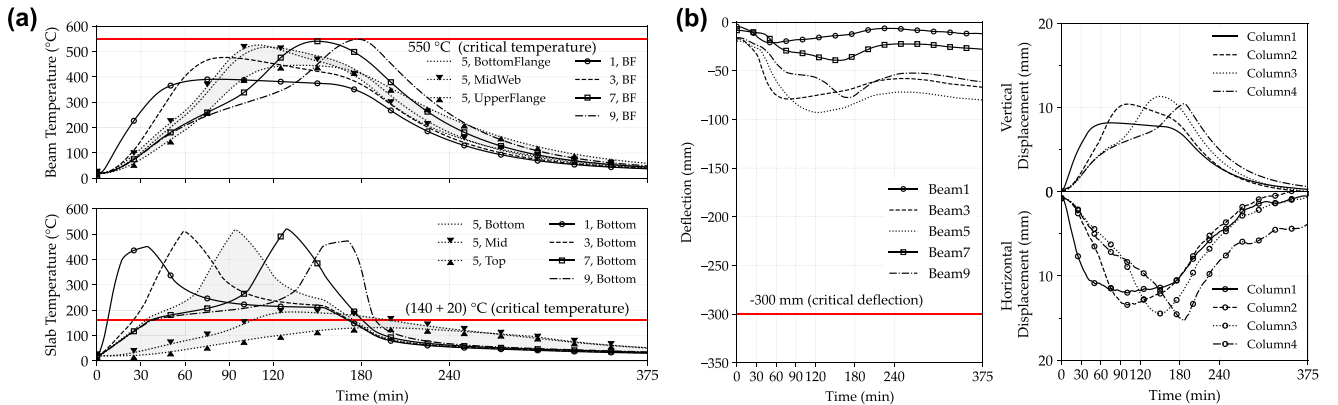 (a)
600
500
400
300
200
100
0
Beam Temperature (°C)
550 °C (critical temperature)
5, BottomFlange
5, MidWeb
5, UpperFlange
1, BF
3, BF
7, BF
9, BF
600
500
400
300
200
100
0
Slab Temperature (°C)
5, Bottom
5, Mid
5, Top
1, Bottom
3, Bottom
7, Bottom
9, Bottom
(140 + 20) °C (critical temperature)
0 30 60 90 120 180 240 375
Time (min)
(b)
0
−50
−100
−150
−200
−250
−300
−350
Deflection (mm)
Beam1
Beam3
Beam5
Beam7
Beam9
-300 mm (critical deflection)
0 30 60 90 120 180 240 375
Time (min)
20
10
0
Vertical
Displacement (mm)
Column1
Column2
Column3
Column4
10
20
Horizontal
Displacement (mm)
Column1
Column2
Column3
Column4
0 30 60 90 120 180 240 375
Time (min)